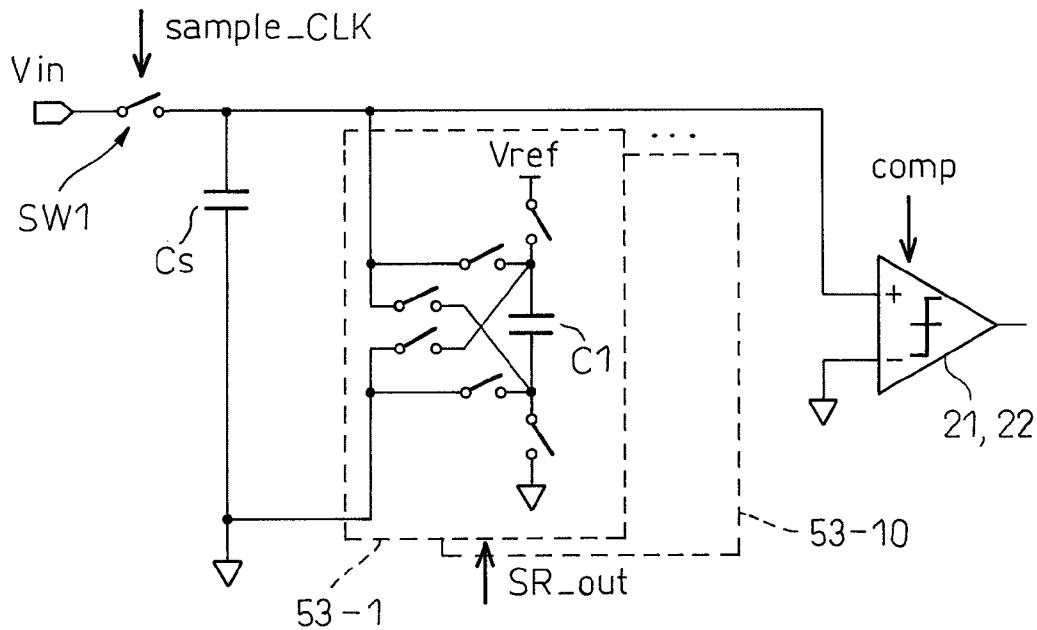 sample_CLK
Vin
SW1
Cs
Vref
. . .
comp
+
−
C1
21, 22
53-10
SR_out
53-1